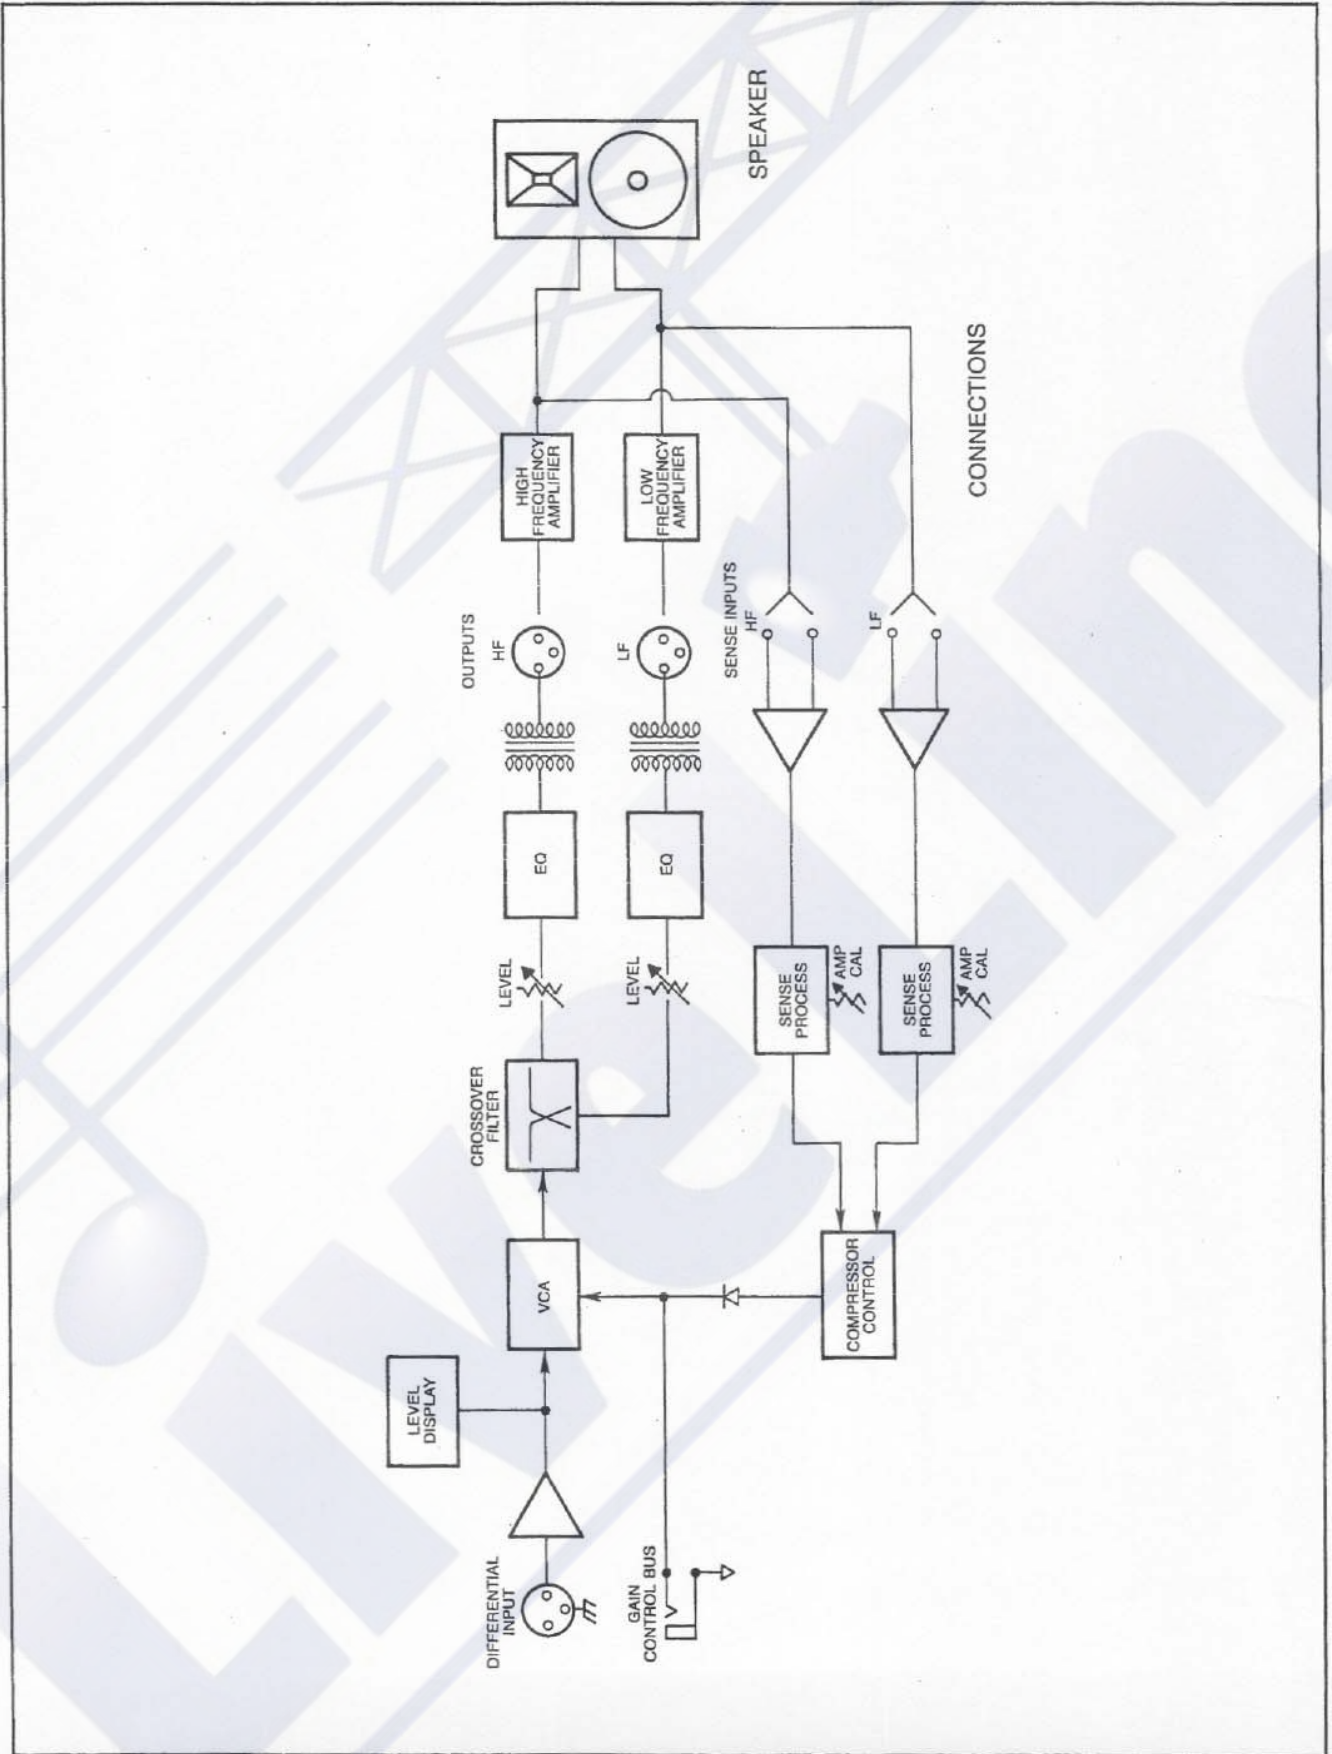 LEVEL
DISPLAY
DIFFERENTIAL
INPUT
VCA
CROSSOVER
FILTER
LEVEL
EQ
OUTPUTS
HF
HIGH
FREQUENCY
AMPLIFIER
SPEAKER
LEVEL
EQ
LF
LOW
FREQUENCY
AMPLIFIER
GAIN
CONTROL BUS
COMPRESSOR
CONTROL
SENSE
PROCESS
AMP
CAL
SENSE INPUTS
HF
SENSE
PROCESS
AMP
CAL
LF
CONNECTIONS